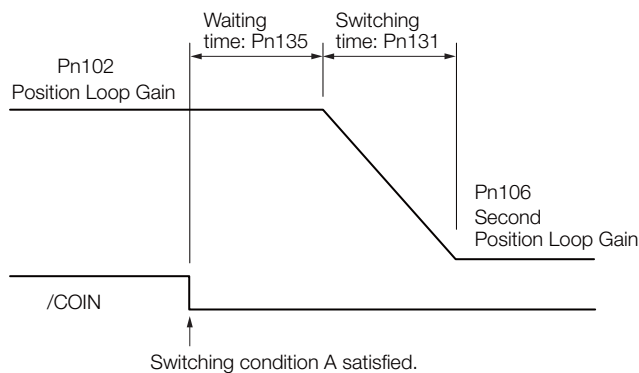 Waiting
time: Pn135
Switching
time: Pn131
Pn102
Position Loop Gain
Pn106
Second
Position Loop Gain
/COIN
Switching condition A satisfied.